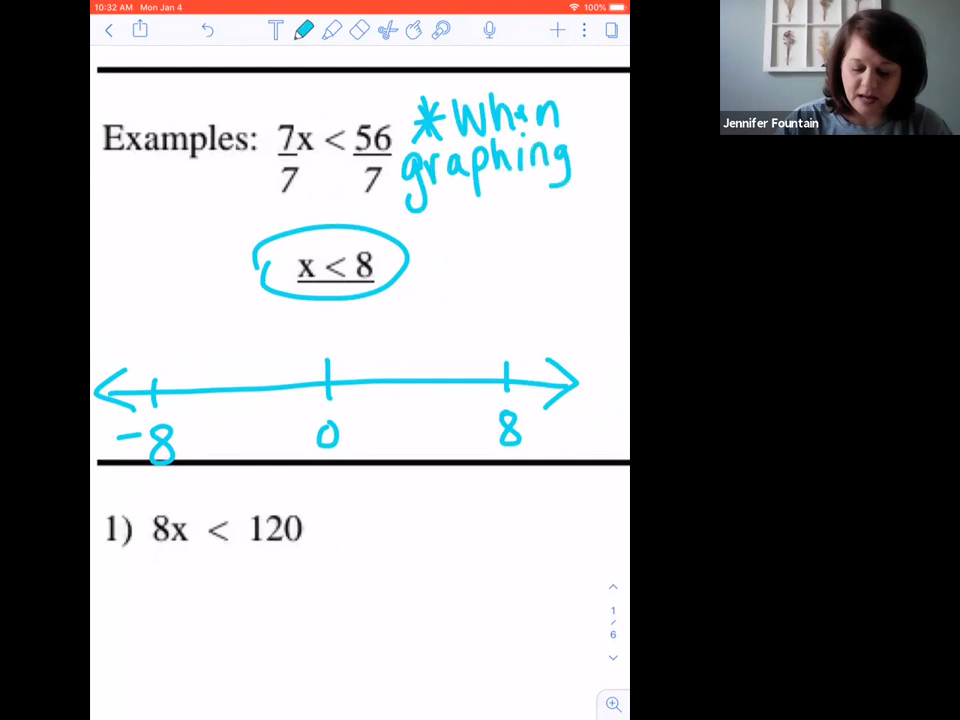 10:32 AM Mon Jan 4
100%
Examples: 7x < 56
7 7
*When
graphing
x < 8
-8 0 8
1) 8x < 120
1
/
6
Jennifer Fountain